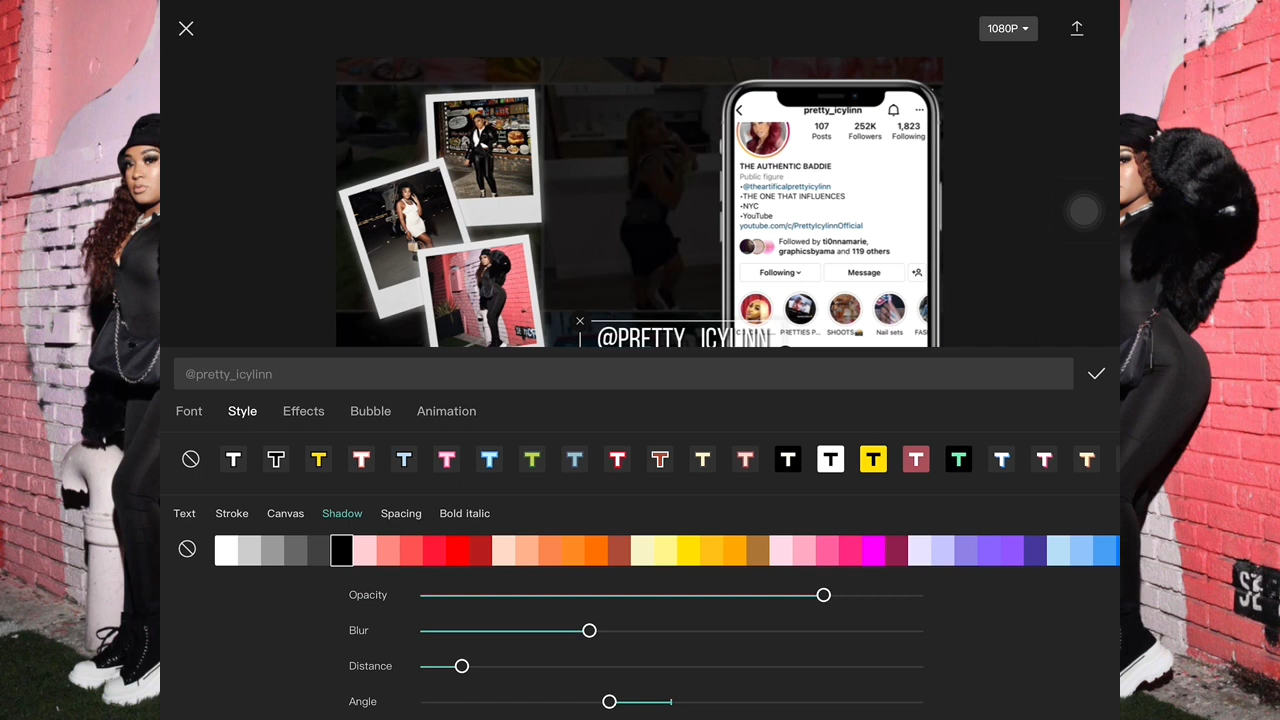 1080P
pretty_icylinn
107 252K 1,823
Posts Followers Following
THE AUTHENTIC BADDIE
Public figure
•@theartificalprettyicylinn
•THE ONE THAT INFLUENCES
•NYC
•YouTube
youtube.com/c/PrettyIcylinnOfficial
Followed by ti0nnamarie,
graphicsbyama and 119 others
Following Message
PRETTIES P... SHOOTS📸 Nail sets
@PRETTY_ICYLINN
@pretty_icylinn
Font Style Effects Bubble Animation
T T T T T T T T T T T T T T T T T T T T T
Text Stroke Canvas Shadow Spacing Bold italic
Opacity
Blur
Distance
Angle